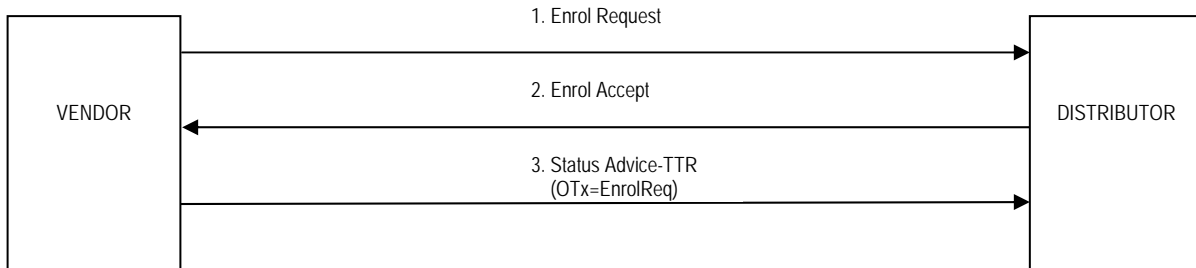 1. Enrol Request
2. Enrol Accept
VENDOR
DISTRIBUTOR
3. Status Advice-TTR
(OTx=EnrolReq)